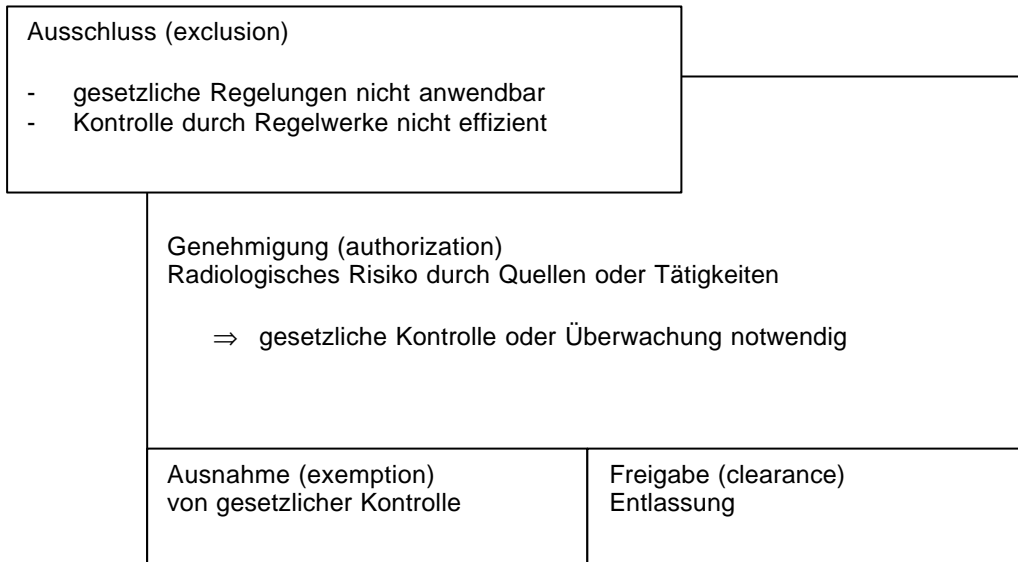 Ausschluss (exclusion)
- gesetzliche Regelungen nicht anwendbar
- Kontrolle durch Regelwerke nicht effizient
Genehmigung (authorization)
Radiologisches Risiko durch Quellen oder Tätigkeiten
⇒ gesetzliche Kontrolle oder Überwachung notwendig
Ausnahme (exemption)
von gesetzlicher Kontrolle
Freigabe (clearance)
Entlassung